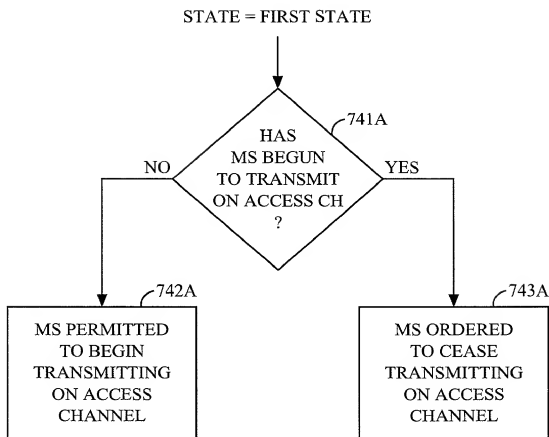 STATE = FIRST STATE
741A
HAS
MS BEGUN
TO TRANSMIT
ON ACCESS CH
?
NO
YES
742A
743A
MS PERMITTED
TO BEGIN
TRANSMITTING
ON ACCESS
CHANNEL
MS ORDERED
TO CEASE
TRANSMITTING
ON ACCESS
CHANNEL